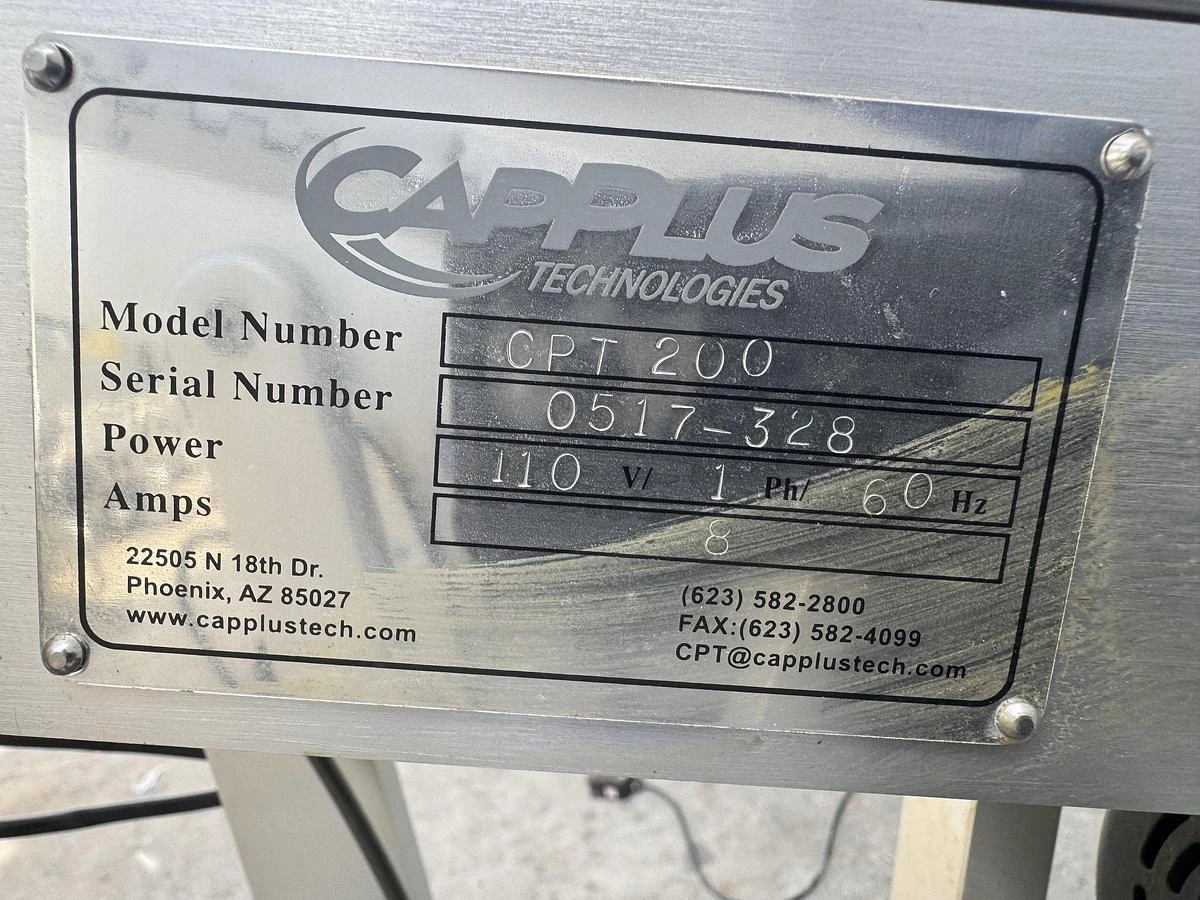 CAPPLUS
TECHNOLOGIES
Model Number CPT 200
Serial Number 0517-328
Power 110 V/ 1 Ph/ 60 Hz
Amps 8
22505 N 18th Dr.
Phoenix, AZ 85027
www.capplustech.com
(623) 582-2800
FAX:(623) 582-4099
CPT@capplustech.com